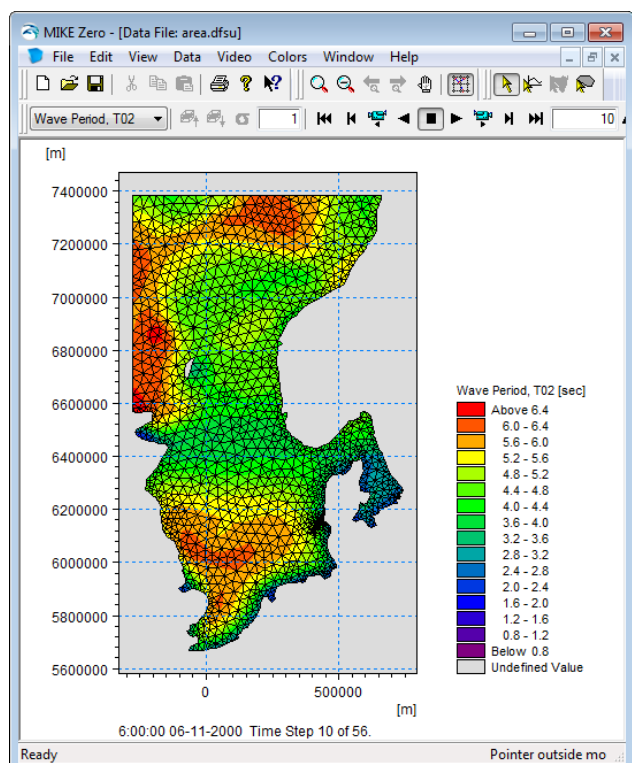 MIKE Zero - [Data File: area.dfsu]
File Edit View Data Video Colors Window Help
Wave Period, T02 1 10
[m]
7400000
7200000
7000000
6800000
6600000
6400000
6200000
6000000
5800000
5600000
0 500000
[m]
Wave Period, T02 [sec]
Above 6.4
6.0 - 6.4
5.6 - 6.0
5.2 - 5.6
4.8 - 5.2
4.4 - 4.8
4.0 - 4.4
3.6 - 4.0
3.2 - 3.6
2.8 - 3.2
2.4 - 2.8
2.0 - 2.4
1.6 - 2.0
1.2 - 1.6
0.8 - 1.2
Below 0.8
Undefined Value
6:00:00 06-11-2000 Time Step 10 of 56.
Ready Pointer outside mo